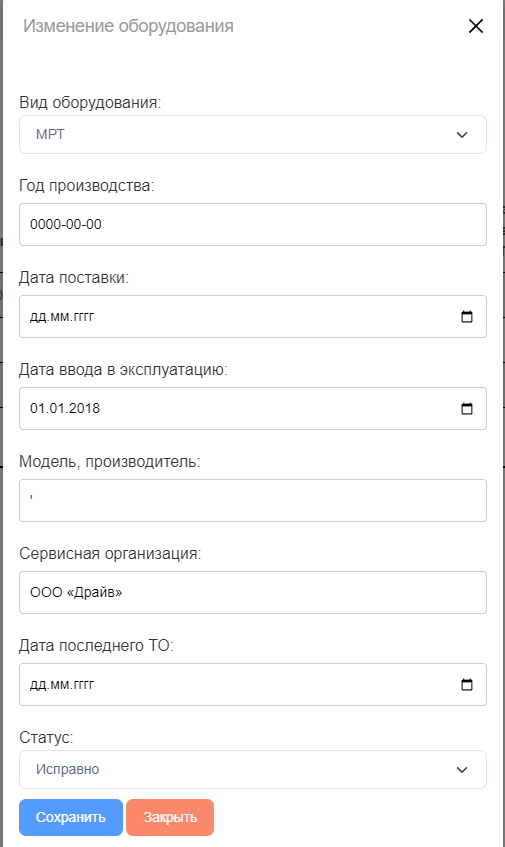 Изменение оборудования
Вид оборудования:
МРТ
Год производства:
0000-00-00
Дата поставки:
дд.мм.гггг
Дата ввода в эксплуатацию:
01.01.2018
Модель, производитель:
'
Сервисная организация:
ООО «Драйв»
Дата последнего ТО:
дд.мм.гггг
Статус:
Исправно
Сохранить Закрыть